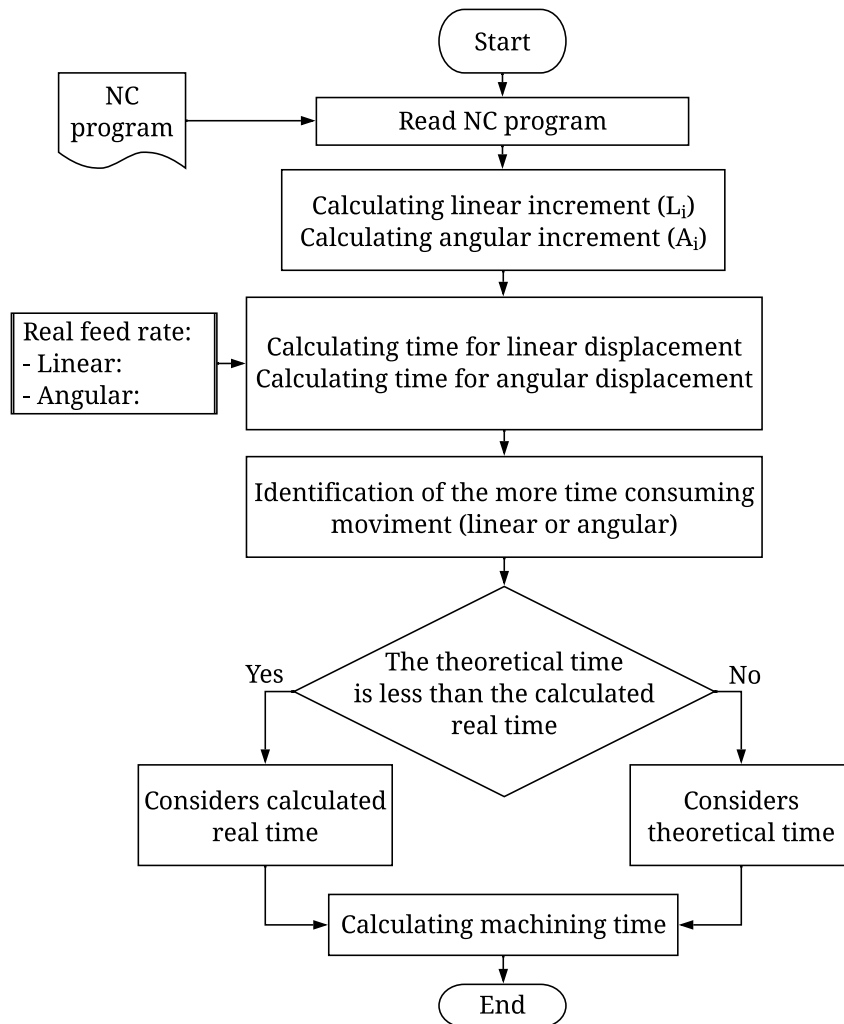 Start
NC
program
Read NC program
Calculating linear increment (Lᵢ)
Calculating angular increment (Aᵢ)
Real feed rate:
- Linear:
- Angular:
Calculating time for linear displacement
Calculating time for angular displacement
Identification of the more time consuming
moviment (linear or angular)
The theoretical time
is less than the calculated
real time
Yes
No
Considers calculated
real time
Considers
theoretical time
Calculating machining time
End